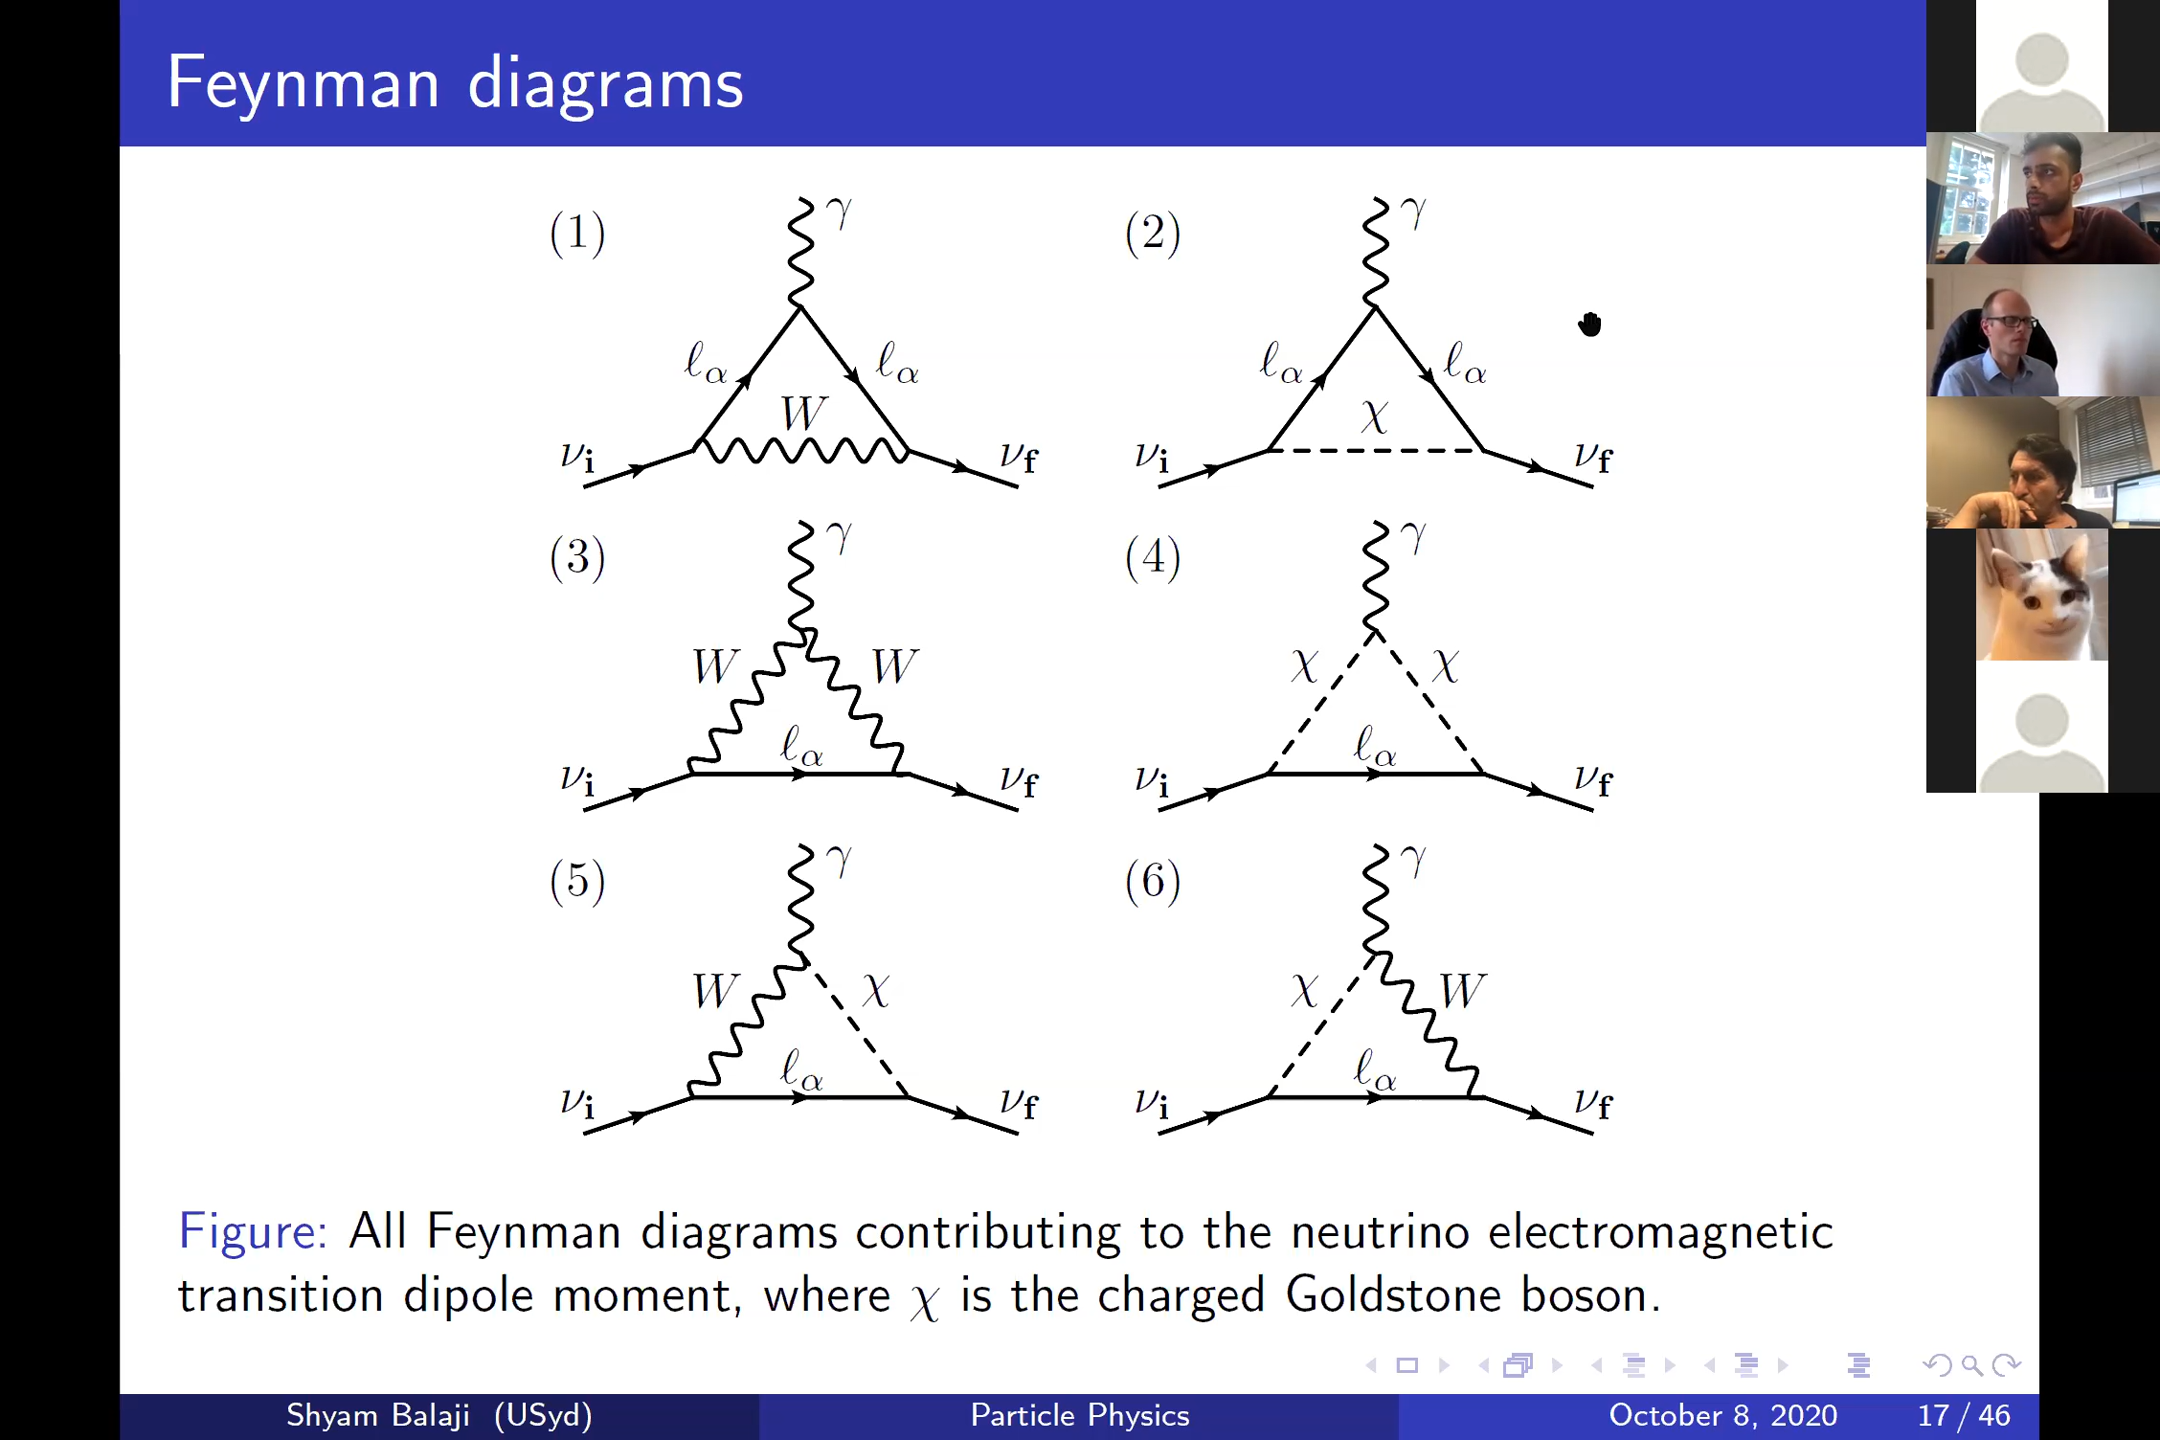 Feynman diagrams
(1) γ (2) γ
ℓα ℓα ℓα ℓα
W χ
νi νf νi νf
(3) γ (4) γ
W W χ χ
ℓα ℓα
νi νf νi νf
(5) γ (6) γ
W χ χ W
ℓα ℓα
νi νf νi νf
Figure: All Feynman diagrams contributing to the neutrino electromagnetic
transition dipole moment, where χ is the charged Goldstone boson.
Shyam Balaji (USyd) Particle Physics October 8, 2020 17 / 46